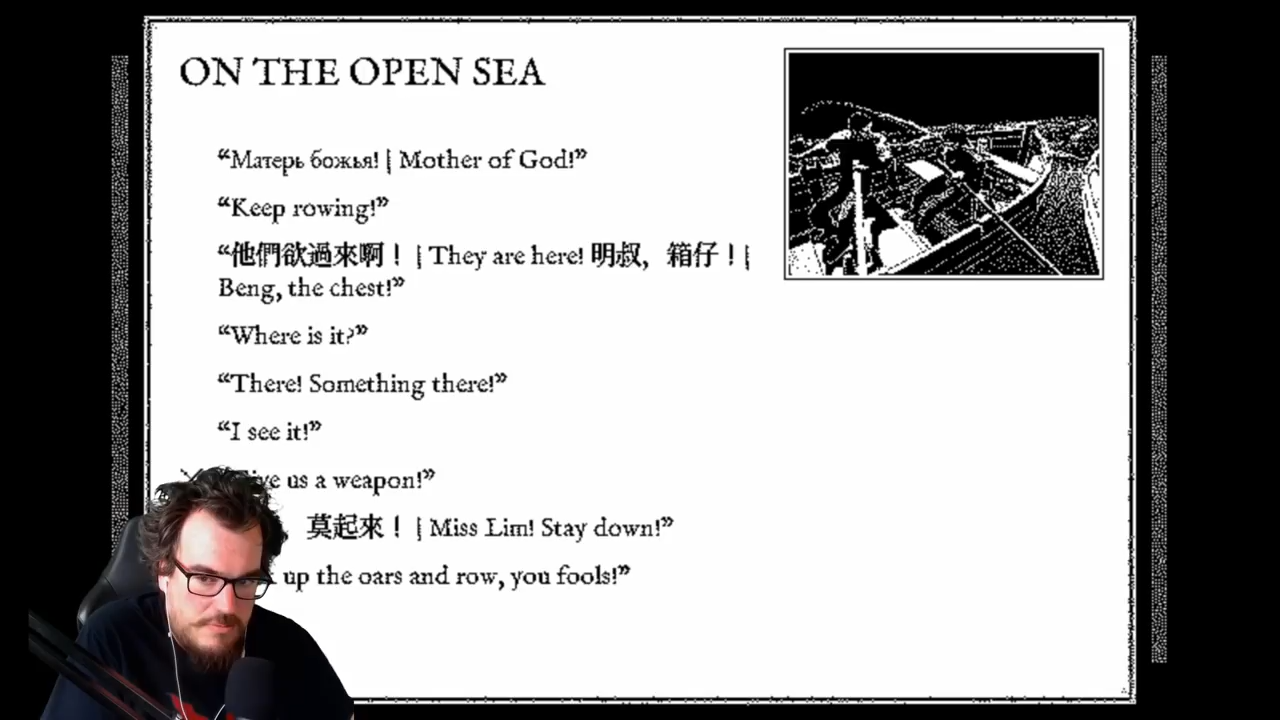 ON THE OPEN SEA
“Матерь божья! | Mother of God!”
“Keep rowing!”
“他們欲過來啊！ | They are here! 明叔，箱仔！|
Beng, the chest!”
“Where is it?”
“There! Something there!”
“I see it!”
us a weapon!”
莫起來！ | Miss Lim! Stay down!”
up the oars and row, you fools!”